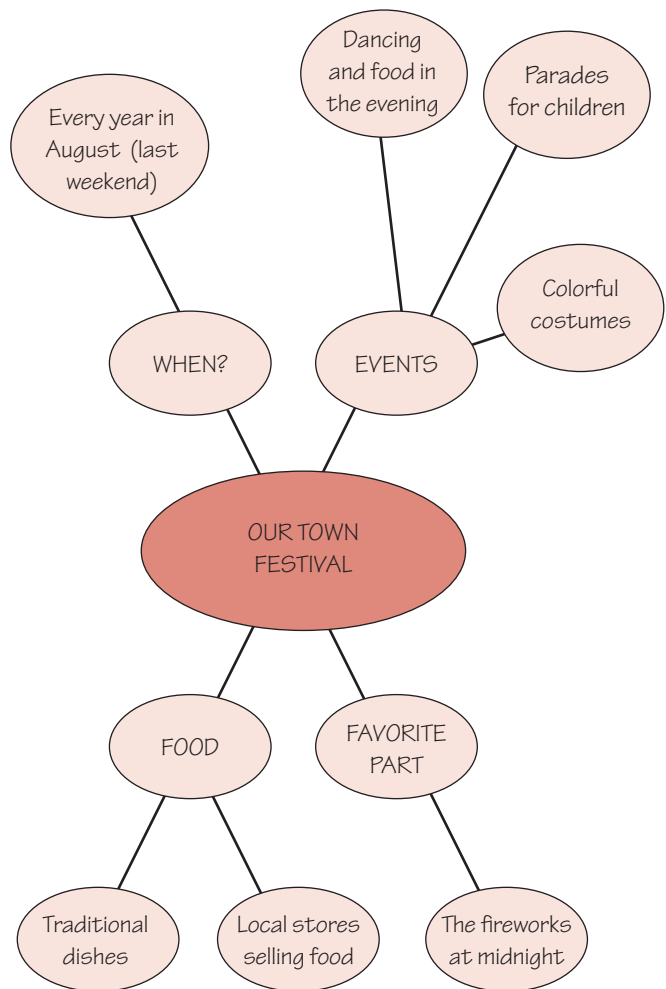 Dancing
and food in
the evening
Parades
for children
Every year in
August (last
weekend)
Colorful
costumes
WHEN?
EVENTS
OUR TOWN
FESTIVAL
FOOD
FAVORITE
PART
Traditional
dishes
Local stores
selling food
The fireworks
at midnight